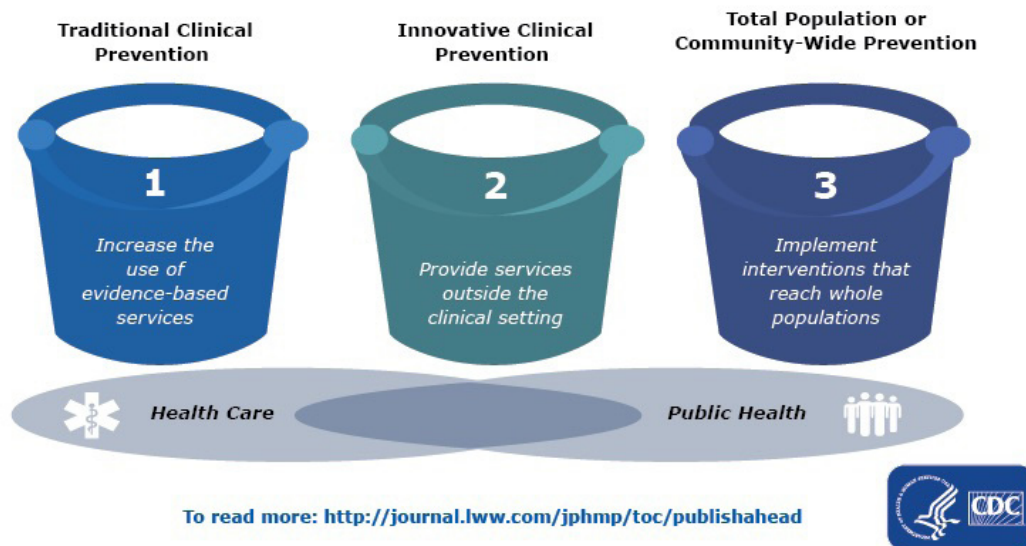 Traditional Clinical
Prevention
Innovative Clinical
Prevention
Total Population or
Community-Wide Prevention
1
Increase the
use of
evidence-based
services
2
Provide services
outside the
clinical setting
3
Implement
interventions that
reach whole
populations
Health Care
Public Health
To read more: http://journal.lww.com/jphmp/toc/publishahead
CDC